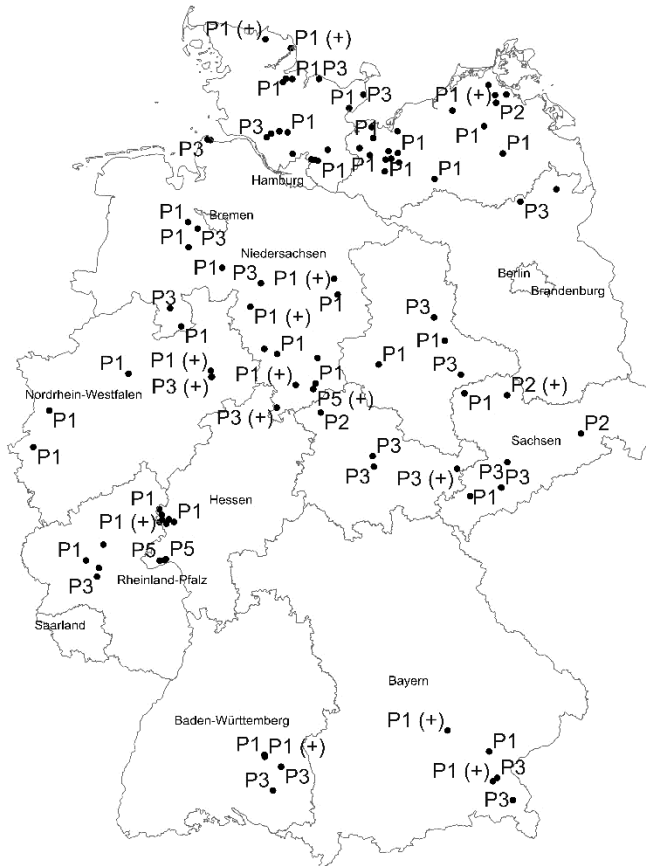 P1 (+)
P1 (+)
P1
P3
P1
P3
P1
P1 (+)
P2
P3
P1
P1
P1
P1
P1
P1
P1
P1
P3
Hamburg
P3
P1
Bremen
P3
P1
Niedersachsen
P1
P3
P1 (+)
P1
P1 (+)
Berlin
Brandenburg
P3
P1
P3
P1
P1
P1
P1 (+)
P3 (+)
P1
P1 (+)
P1
P3
P1
P2 (+)
Nordrhein-Westfalen
P5 (+)
P3 (+)
P2
P1
P2
Sachsen
P1
P3
P3
P3 (+)
P3
P3
P1
Hessen
P1
P1
P1 (+)
P1
P5
P5
P3
Rheinland-Pfalz
Saarland
Bayern
Baden-Württemberg
P1 (+)
P1
P1 (+)
P1
P3
P3
P1 (+)
P3
P3